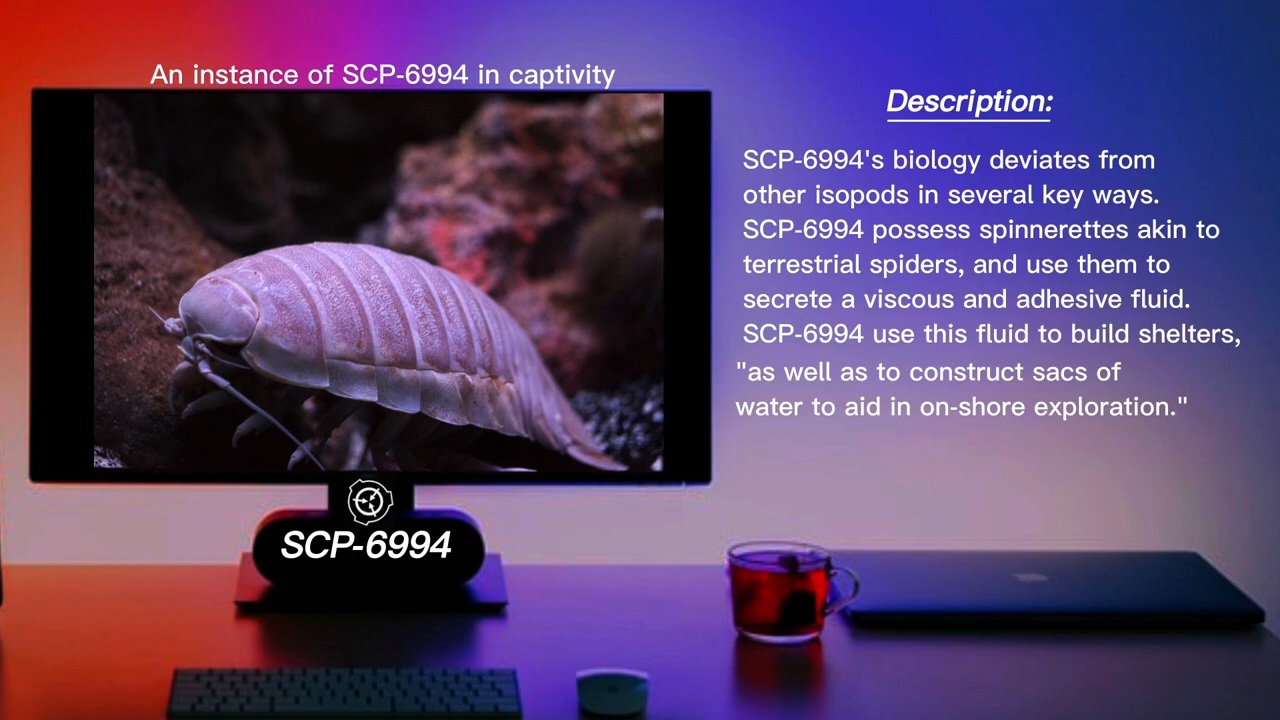 An instance of SCP-6994 in captivity
Description:
SCP-6994's biology deviates from
other isopods in several key ways.
SCP-6994 possess spinnerettes akin to
terrestrial spiders, and use them to
secrete a viscous and adhesive fluid.
SCP-6994 use this fluid to build shelters,
"as well as to construct sacs of
water to aid in on-shore exploration."
SCP-6994